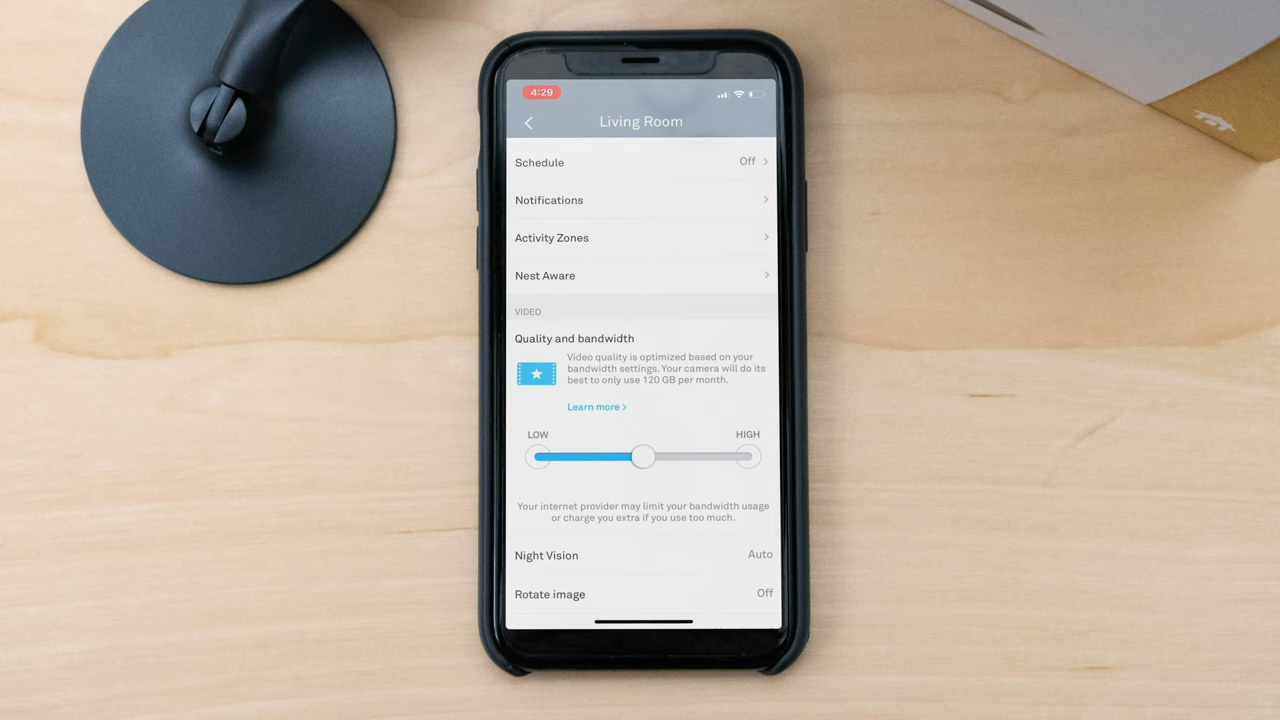 4:29
Living Room
Schedule Off
Notifications
Activity Zones
Nest Aware
VIDEO
Quality and bandwidth
Video quality is optimized based on your
bandwidth settings. Your camera will do its
best to only use 120 GB per month.
Learn more
LOW HIGH
Your internet provider may limit your bandwidth usage
or charge you extra if you use too much.
Night Vision Auto
Rotate image Off